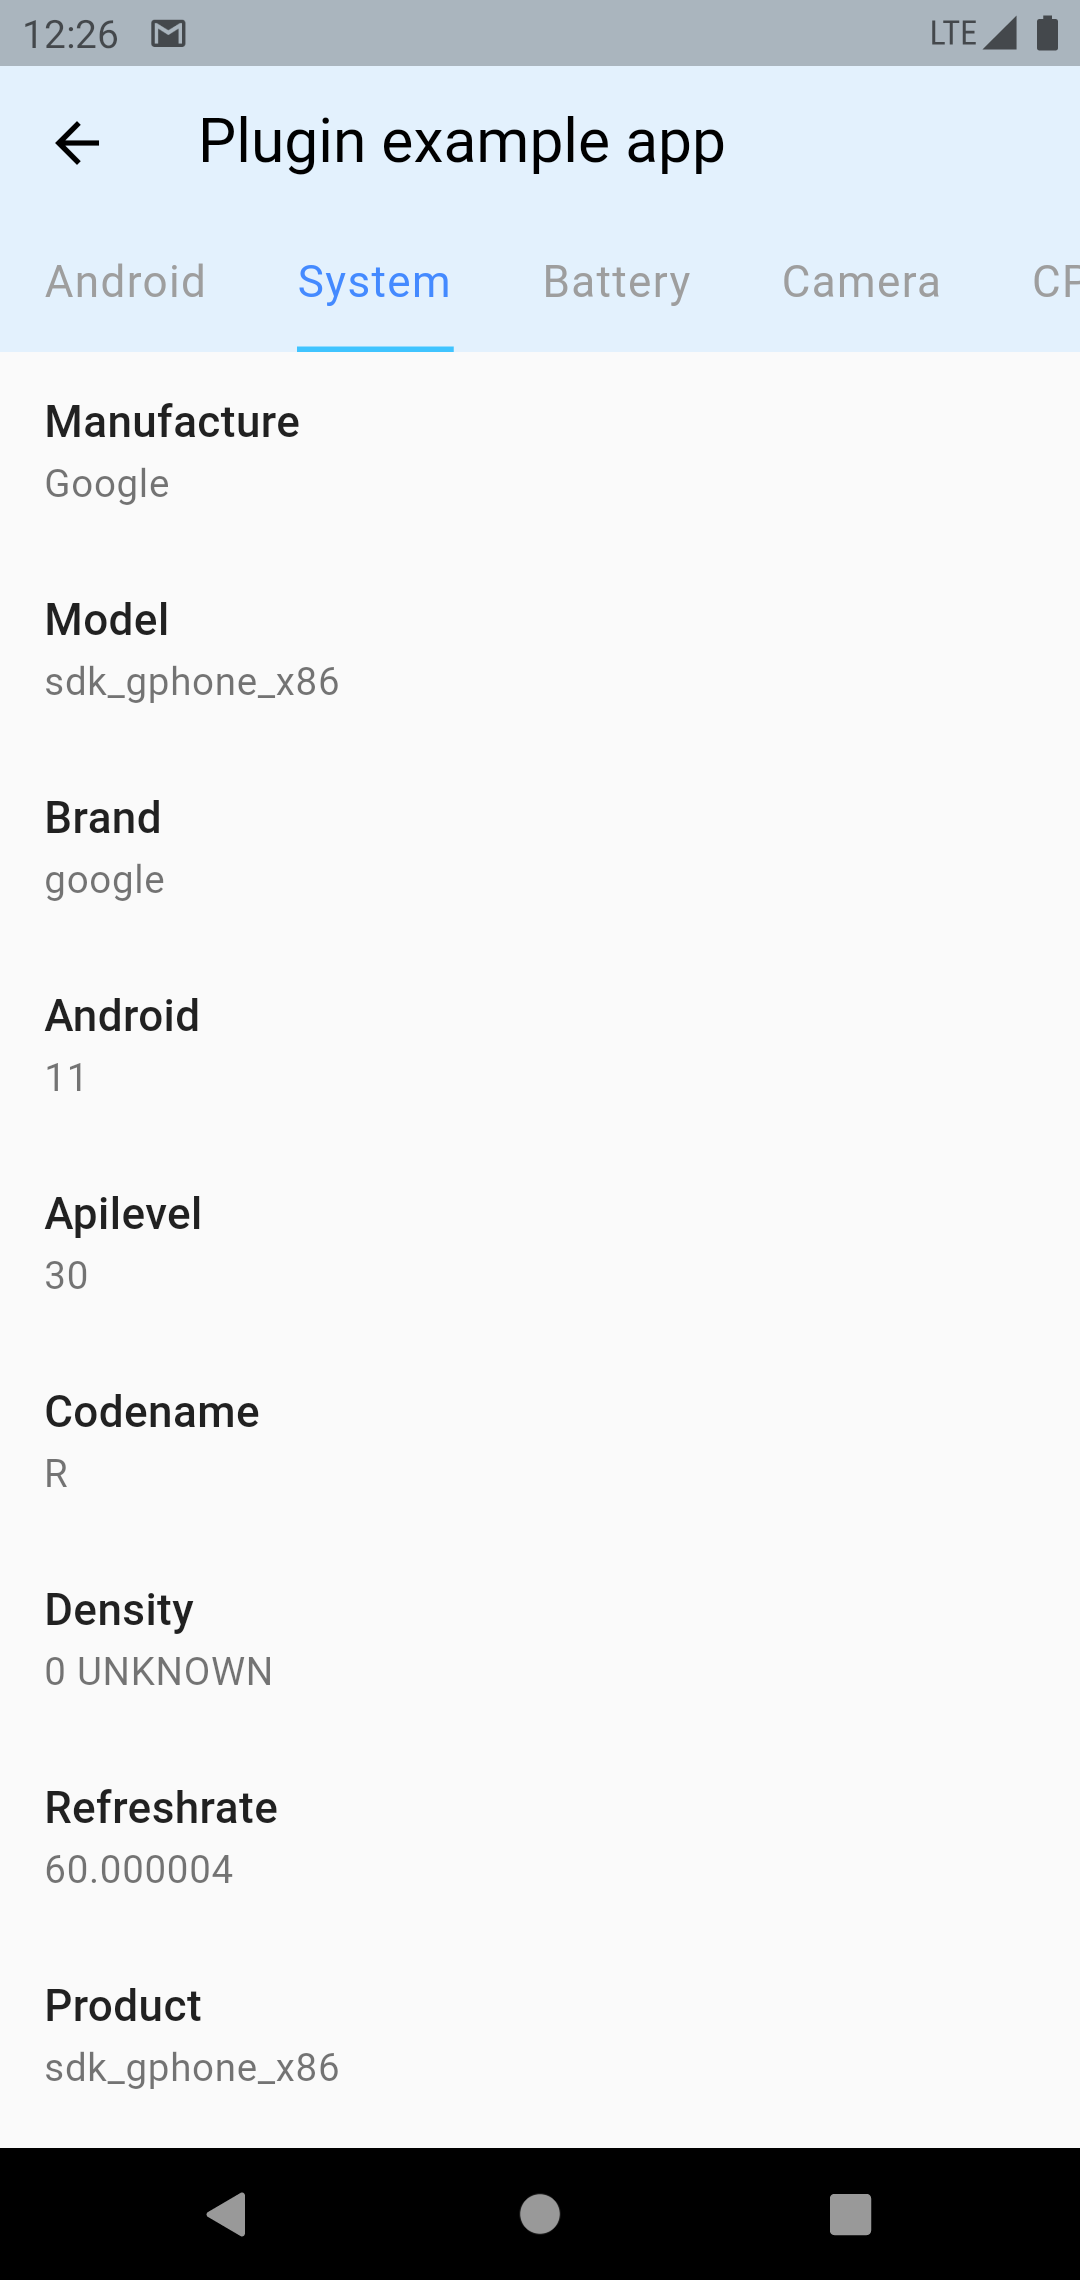 12:26 LTE
Plugin example app
Android System Battery Camera CP
Manufacture
Google
Model
sdk_gphone_x86
Brand
google
Android
11
Apilevel
30
Codename
R
Density
0 UNKNOWN
Refreshrate
60.000004
Product
sdk_gphone_x86